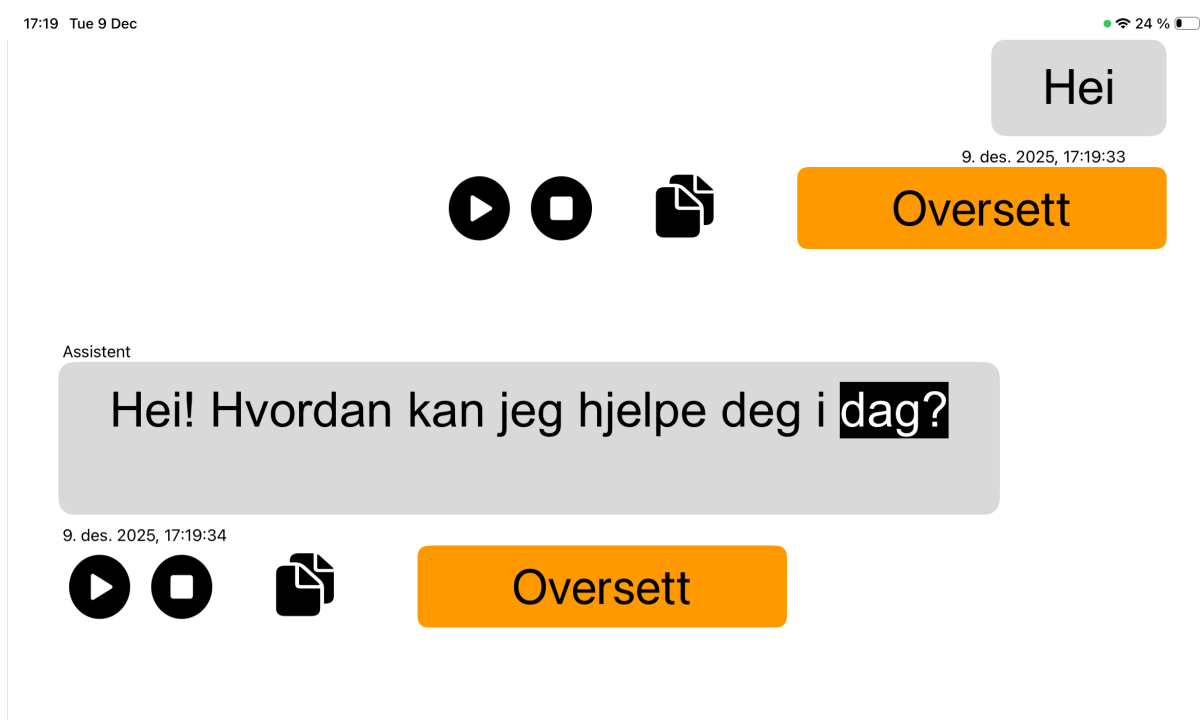 17:19 Tue 9 Dec 24 %
Hei
9. des. 2025, 17:19:33
Oversett
Assistent
Hei! Hvordan kan jeg hjelpe deg i dag?
9. des. 2025, 17:19:34
Oversett